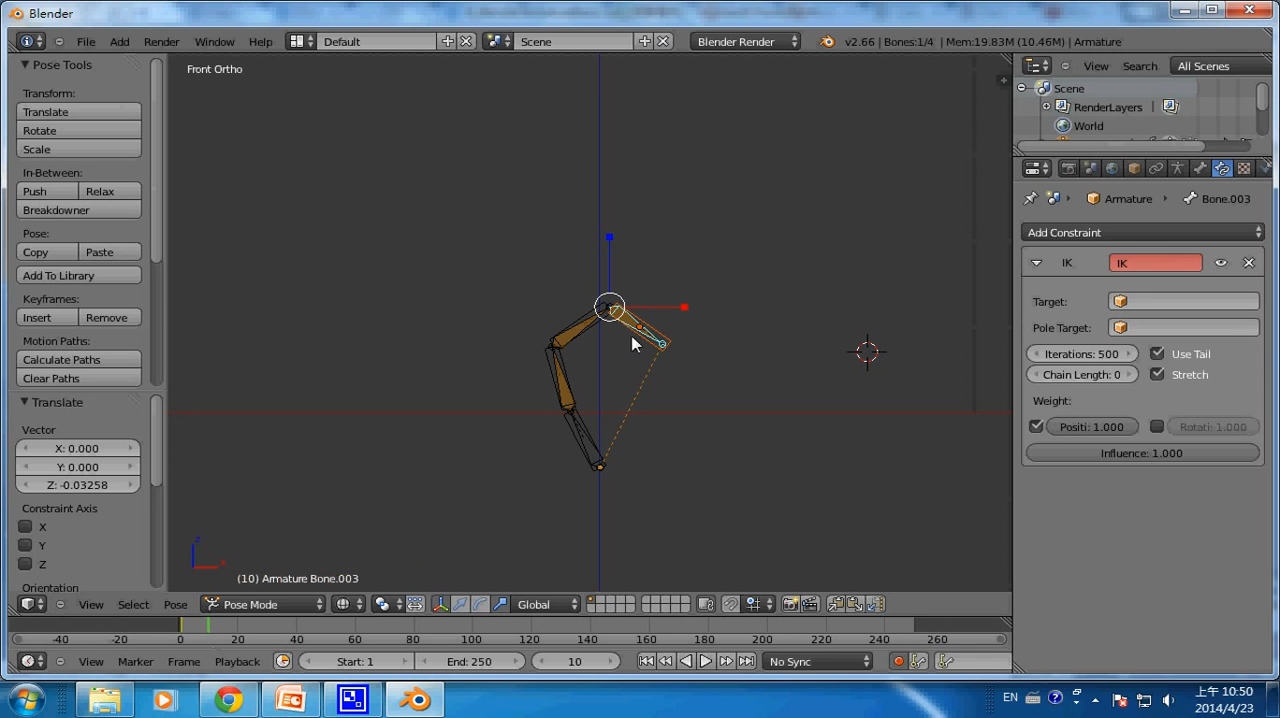 Blender
File Add Render Window Help Default Scene Blender Render v2.66 | Bones:1/4 | Mem:19.83M (10.46M) | Armature
Pose Tools
Transform:
Translate
Rotate
Scale
In-Between:
Push Relax
Breakdowner
Pose:
Copy Paste
Add To Library
Keyframes:
Insert Remove
Motion Paths:
Calculate Paths
Clear Paths
Translate
Vector
X: 0.000
Y: 0.000
Z: -0.03258
Constraint Axis
X
Y
Z
Orientation
Front Ortho
z
x
(10) Armature Bone.003
View Select Pose Pose Mode Global
View Search All Scenes
Scene
RenderLayers |
World
Armature Bone.003
Add Constraint
IK IK
Target:
Pole Target:
Iterations: 500 Use Tail
Chain Length: 0 Stretch
Weight:
Positi: 1.000 Rotati: 1.000
Influence: 1.000
-40 -20 0 20 40 60 80 100 120 140 160 180 200 220 240 260
View Marker Frame Playback Start: 1 End: 250 10 No Sync
EN
上午 10:50
2014/4/23